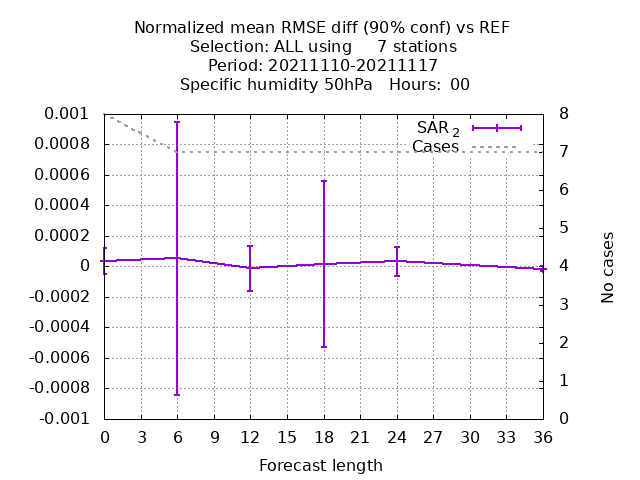 Normalized mean RMSE diff (90% conf) vs REF
Selection: ALL using     7 stations
Period: 20211110-20211117
Specific humidity 50hPa   Hours:  00
SAR 2
Cases
0.001
0.0008
0.0006
0.0004
0.0002
0
-0.0002
-0.0004
-0.0006
-0.0008
-0.001
8
7
6
5
4
3
2
1
0
No cases
0 3 6 9 12 15 18 21 24 27 30 33 36
Forecast length